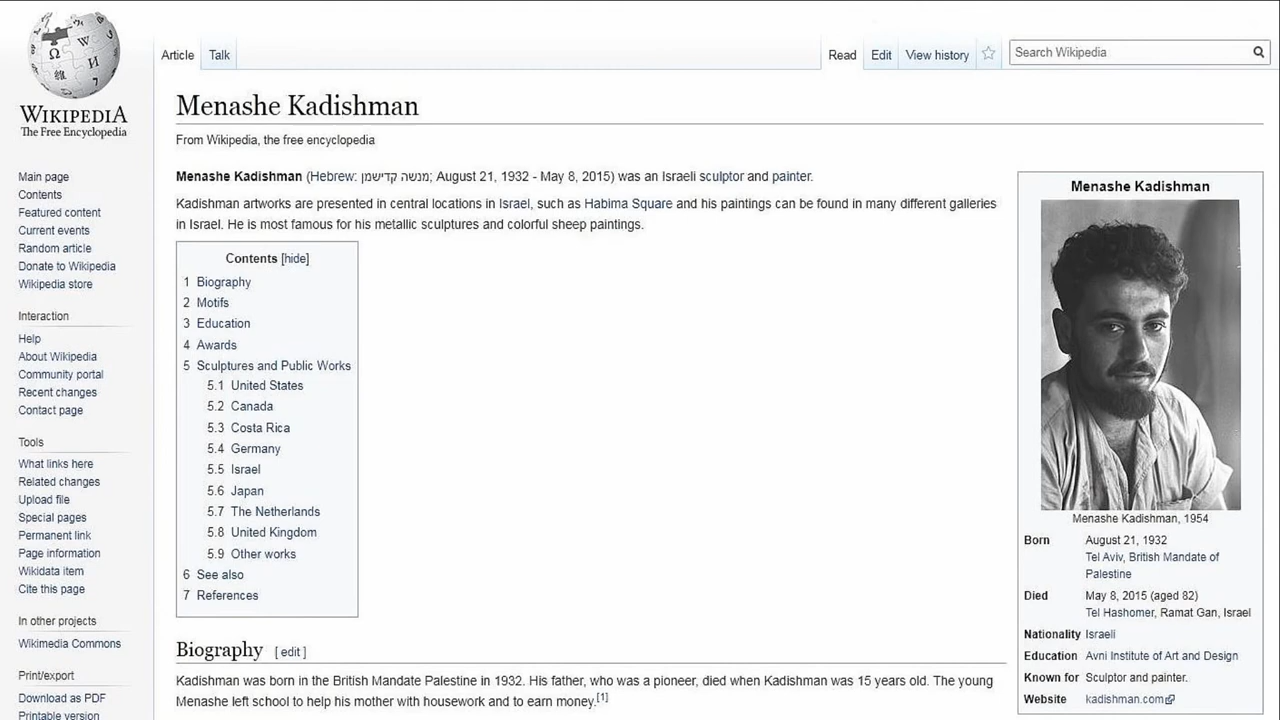 WIKIPEDIA
The Free Encyclopedia
Main page
Contents
Featured content
Current events
Random article
Donate to Wikipedia
Wikipedia store
Interaction
Help
About Wikipedia
Community portal
Recent changes
Contact page
Tools
What links here
Related changes
Upload file
Special pages
Permanent link
Page information
Wikidata item
Cite this page
In other projects
Wikimedia Commons
Print/export
Download as PDF
Printable version
Article Talk
Read Edit View history
Search Wikipedia
Menashe Kadishman
From Wikipedia, the free encyclopedia
Menashe Kadishman (Hebrew: מנשה קדישמן; August 21, 1932 - May 8, 2015) was an Israeli sculptor and painter.
Kadishman artworks are presented in central locations in Israel, such as Habima Square and his paintings can be found in many different galleries
in Israel. He is most famous for his metallic sculptures and colorful sheep paintings.
Contents [hide]
1 Biography
2 Motifs
3 Education
4 Awards
5 Sculptures and Public Works
5.1 United States
5.2 Canada
5.3 Costa Rica
5.4 Germany
5.5 Israel
5.6 Japan
5.7 The Netherlands
5.8 United Kingdom
5.9 Other works
6 See also
7 References
Biography [ edit ]
Kadishman was born in the British Mandate Palestine in 1932. His father, who was a pioneer, died when Kadishman was 15 years old. The young
Menashe left school to help his mother with housework and to earn money.[1]
Menashe Kadishman
Menashe Kadishman, 1954
Born August 21, 1932
Tel Aviv, British Mandate of
Palestine
Died May 8, 2015 (aged 82)
Tel Hashomer, Ramat Gan, Israel
Nationality Israeli
Education Avni Institute of Art and Design
Known for Sculptor and painter.
Website kadishman.com